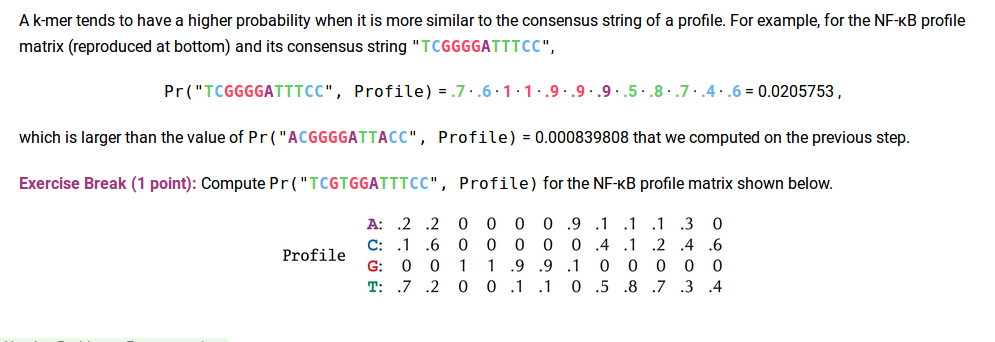 A k-mer tends to have a higher probability when it is more similar to the consensus string of a profile. For example, for the NF-κB profile
matrix (reproduced at bottom) and its consensus string "TCGGGGATTTCC",
Pr("TCGGGGATTTCC", Profile) = .7 · .6 · 1 · 1 · .9 · .9 · .9 · .5 · .8 · .7 · .4 · .6 = 0.0205753,
which is larger than the value of Pr("ACGGGGATTACC", Profile) = 0.000839808 that we computed on the previous step.
Exercise Break (1 point): Compute Pr("TCGTGGATTTCC", Profile) for the NF-κB profile matrix shown below.
A: .2 .2 0 0 0 0 .9 .1 .1 .1 .3 0
C: .1 .6 0 0 0 0 0 .4 .1 .2 .4 .6
Profile
G: 0 0 1 1 .9 .9 .1 0 0 0 0 0
T: .7 .2 0 0 .1 .1 0 .5 .8 .7 .3 .4